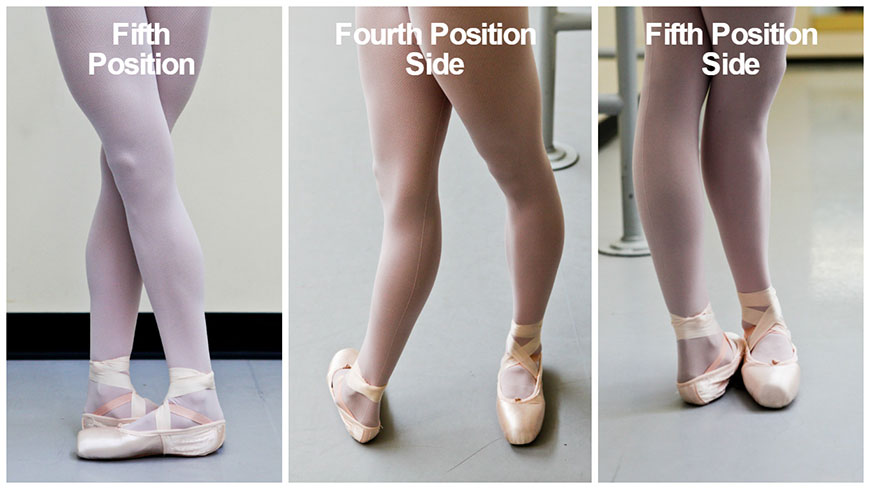 Fifth
Position
Fourth Position
Side
Fifth Position
Side